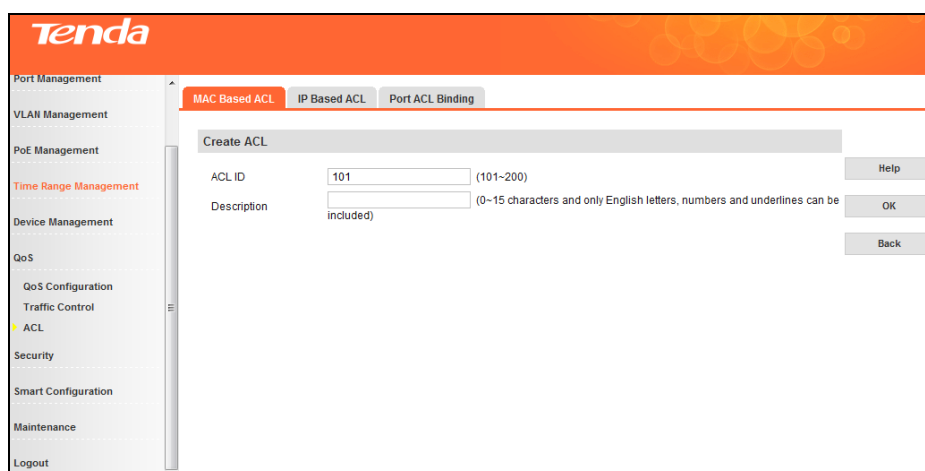 Tenda
Port Management
VLAN Management
PoE Management
Time Range Management
Device Management
QoS
QoS Configuration
Traffic Control
ACL
Security
Smart Configuration
Maintenance
Logout
MAC Based ACL IP Based ACL Port ACL Binding
Create ACL
ACL ID 101 (101~200)
Description (0~15 characters and only English letters, numbers and underlines can be
included)
Help
OK
Back